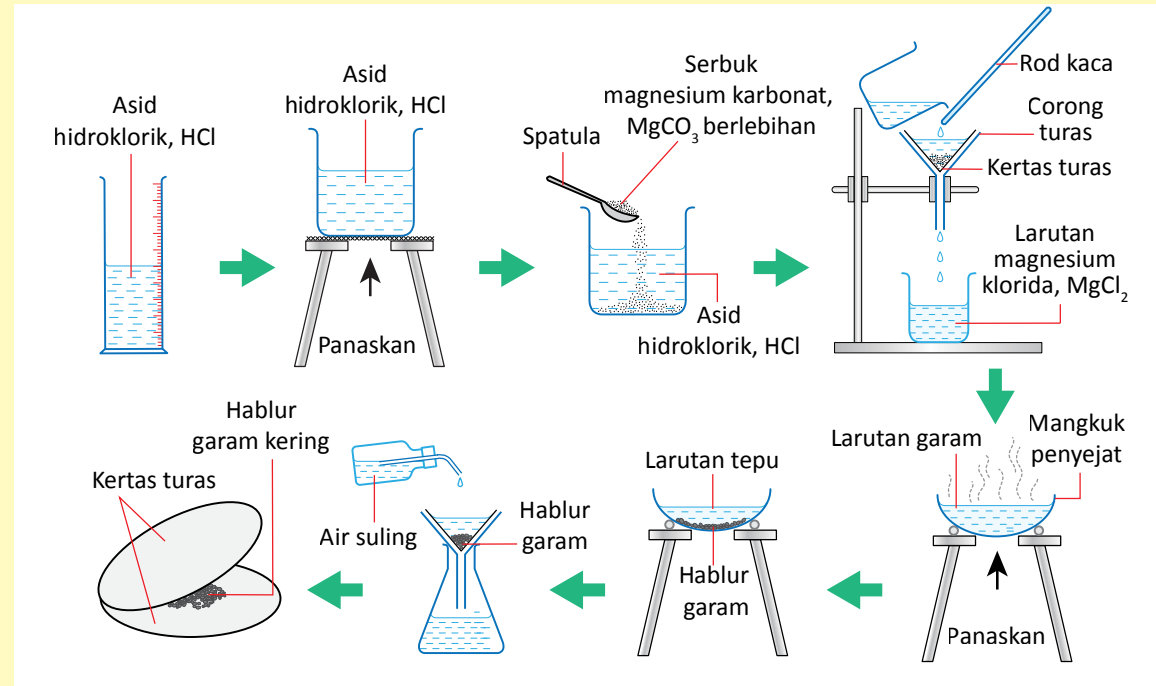 Asid
hidroklorik, HCl
Asid
hidroklorik, HCl
Panaskan
Serbuk
magnesium karbonat,
MgCO₃ berlebihan
Spatula
Asid
hidroklorik, HCl
Rod kaca
Corong
turas
Kertas turas
Larutan
magnesium
klorida, MgCl₂
Larutan garam
Mangkuk
penyejat
Panaskan
Larutan tepu
Hablur
garam
Air suling
Hablur
garam
Hablur
garam kering
Kertas turas